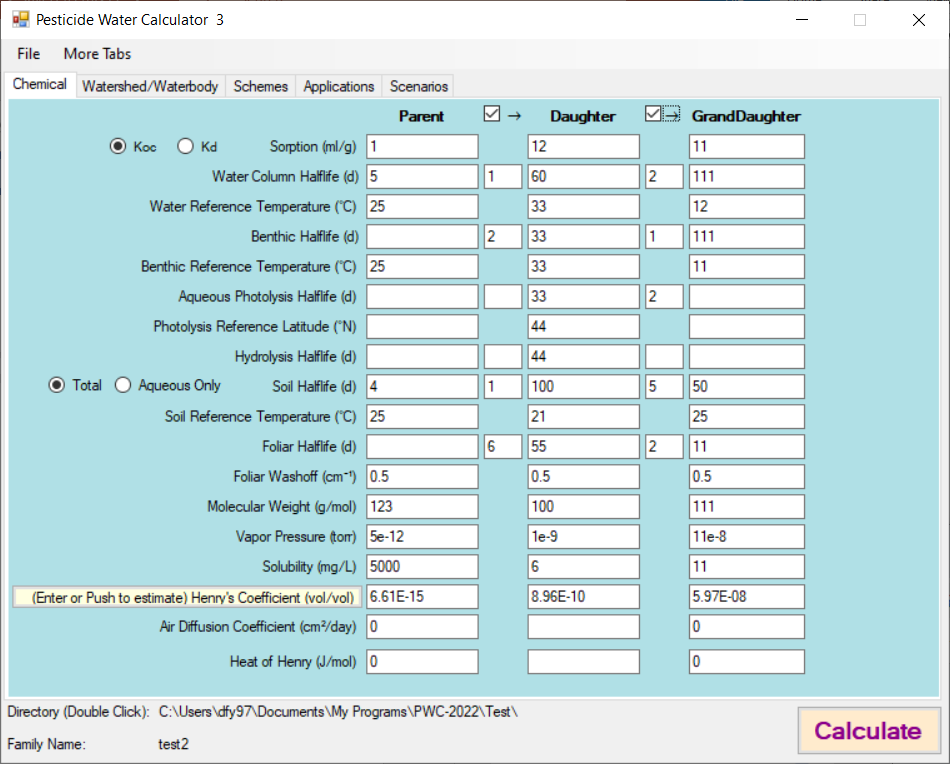 Pesticide Water Calculator 3
File More Tabs
Chemical Watershed/Waterbody Schemes Applications Scenarios
Parent → Daughter → GrandDaughter
Koc Kd Sorption (ml/g) 1 12 11
Water Column Halflife (d) 5 1 60 2 111
Water Reference Temperature (°C) 25 33 12
Benthic Halflife (d) 2 33 1 111
Benthic Reference Temperature (°C) 25 33 11
Aqueous Photolysis Halflife (d) 33 2
Photolysis Reference Latitude (°N) 44
Hydrolysis Halflife (d) 44
Total Aqueous Only Soil Halflife (d) 4 1 100 5 50
Soil Reference Temperature (°C) 25 21 25
Foliar Halflife (d) 6 55 2 11
Foliar Washoff (cm⁻¹) 0.5 0.5 0.5
Molecular Weight (g/mol) 123 100 111
Vapor Pressure (torr) 5e-12 1e-9 11e-8
Solubility (mg/L) 5000 6 11
(Enter or Push to estimate) Henry's Coefficient (vol/vol) 6.61E-15 8.96E-10 5.97E-08
Air Diffusion Coefficient (cm²/day) 0 0
Heat of Henry (J/mol) 0 0
Directory (Double Click): C:\Users\dfy97\Documents\My Programs\PWC-2022\Test\
Calculate
Family Name: test2